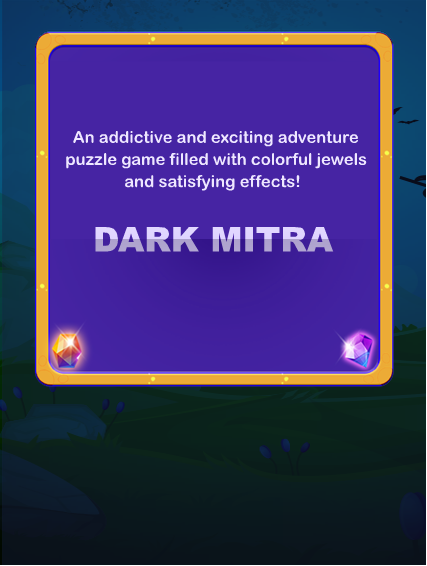 An addictive and exciting adventure
puzzle game filled with colorful jewels
and satisfying effects!
DARK MITRA